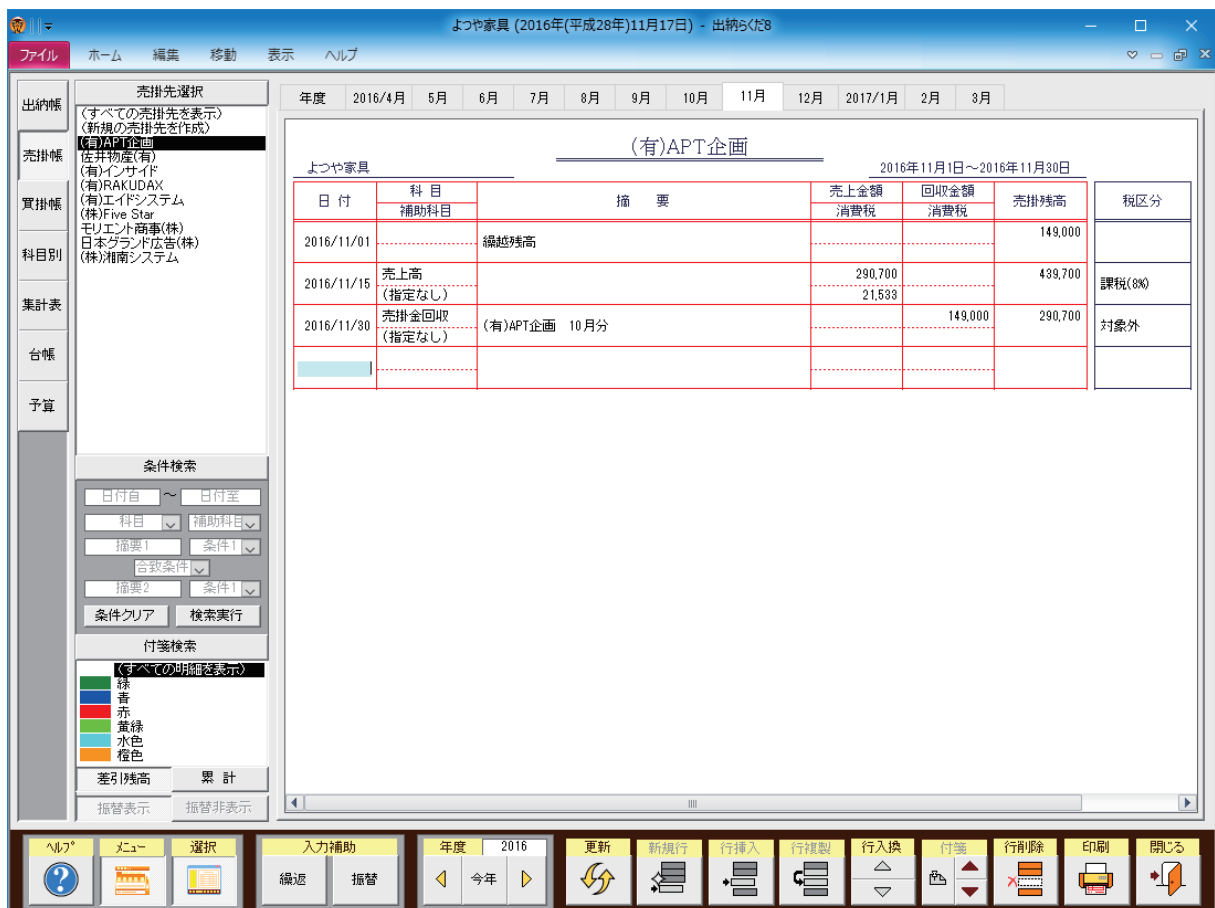 よつや家具 (2016年(平成28年)11月17日) - 出納らくだ8
ファイル ホーム 編集 移動 表示 ヘルプ
出納帳
売掛帳
買掛帳
科目別
集計表
台帳
予算
売掛先選択
(すべての売掛先を表示)
(新規の売掛先を作成)
(有)APT企画
佐井物産(有)
(有)インサイド
(有)RAKUDAX
(有)エイドシステム
(株)Five Star
モリエント商事(株)
日本グランド広告(株)
(株)湘南システム
条件検索
日付自 ～ 日付至
科目 補助科目
摘要1 条件1
合致条件
摘要2 条件1
条件クリア 検索実行
付箋検索
(すべての明細を表示)
緑
青
赤
黄緑
水色
橙色
差引残高 累 計
振替表示 振替非表示
年度 2016/4月 5月 6月 7月 8月 9月 10月 11月 12月 2017/1月 2月 3月
(有)APT企画
よつや家具 2016年11月1日～2016年11月30日
日 付 科 目 摘 要 売上金額 回収金額 売掛残高 税区分
補助科目 消費税 消費税
2016/11/01 繰越残高 149,000
2016/11/15 売上高 290,700 439,700 課税(8%)
(指定なし) 21,533
2016/11/30 売掛金回収 (有)APT企画 10月分 149,000 290,700 対象外
(指定なし)
ヘルプ メニュー 選択 入力補助 年度 2016 更新 新規行 行挿入 行複製 行入換 付箋 行削除 印刷 閉じる
繰返 振替 今年